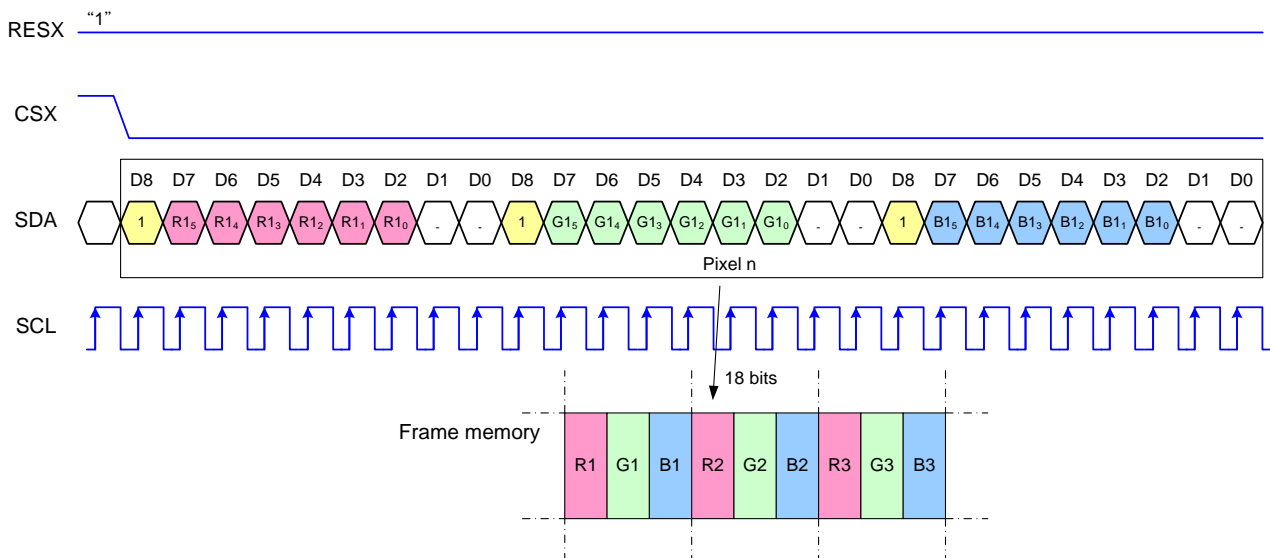 RESX “1”
CSX
D8 D7 D6 D5 D4 D3 D2 D1 D0 D8 D7 D6 D5 D4 D3 D2 D1 D0 D8 D7 D6 D5 D4 D3 D2 D1 D0
SDA 1 R1₅ R1₄ R1₃ R1₂ R1₁ R1₀ - - 1 G1₅ G1₄ G1₃ G1₂ G1₁ G1₀ - - 1 B1₅ B1₄ B1₃ B1₂ B1₁ B1₀ - -
Pixel n
SCL
18 bits
Frame memory
R1 G1 B1 R2 G2 B2 R3 G3 B3